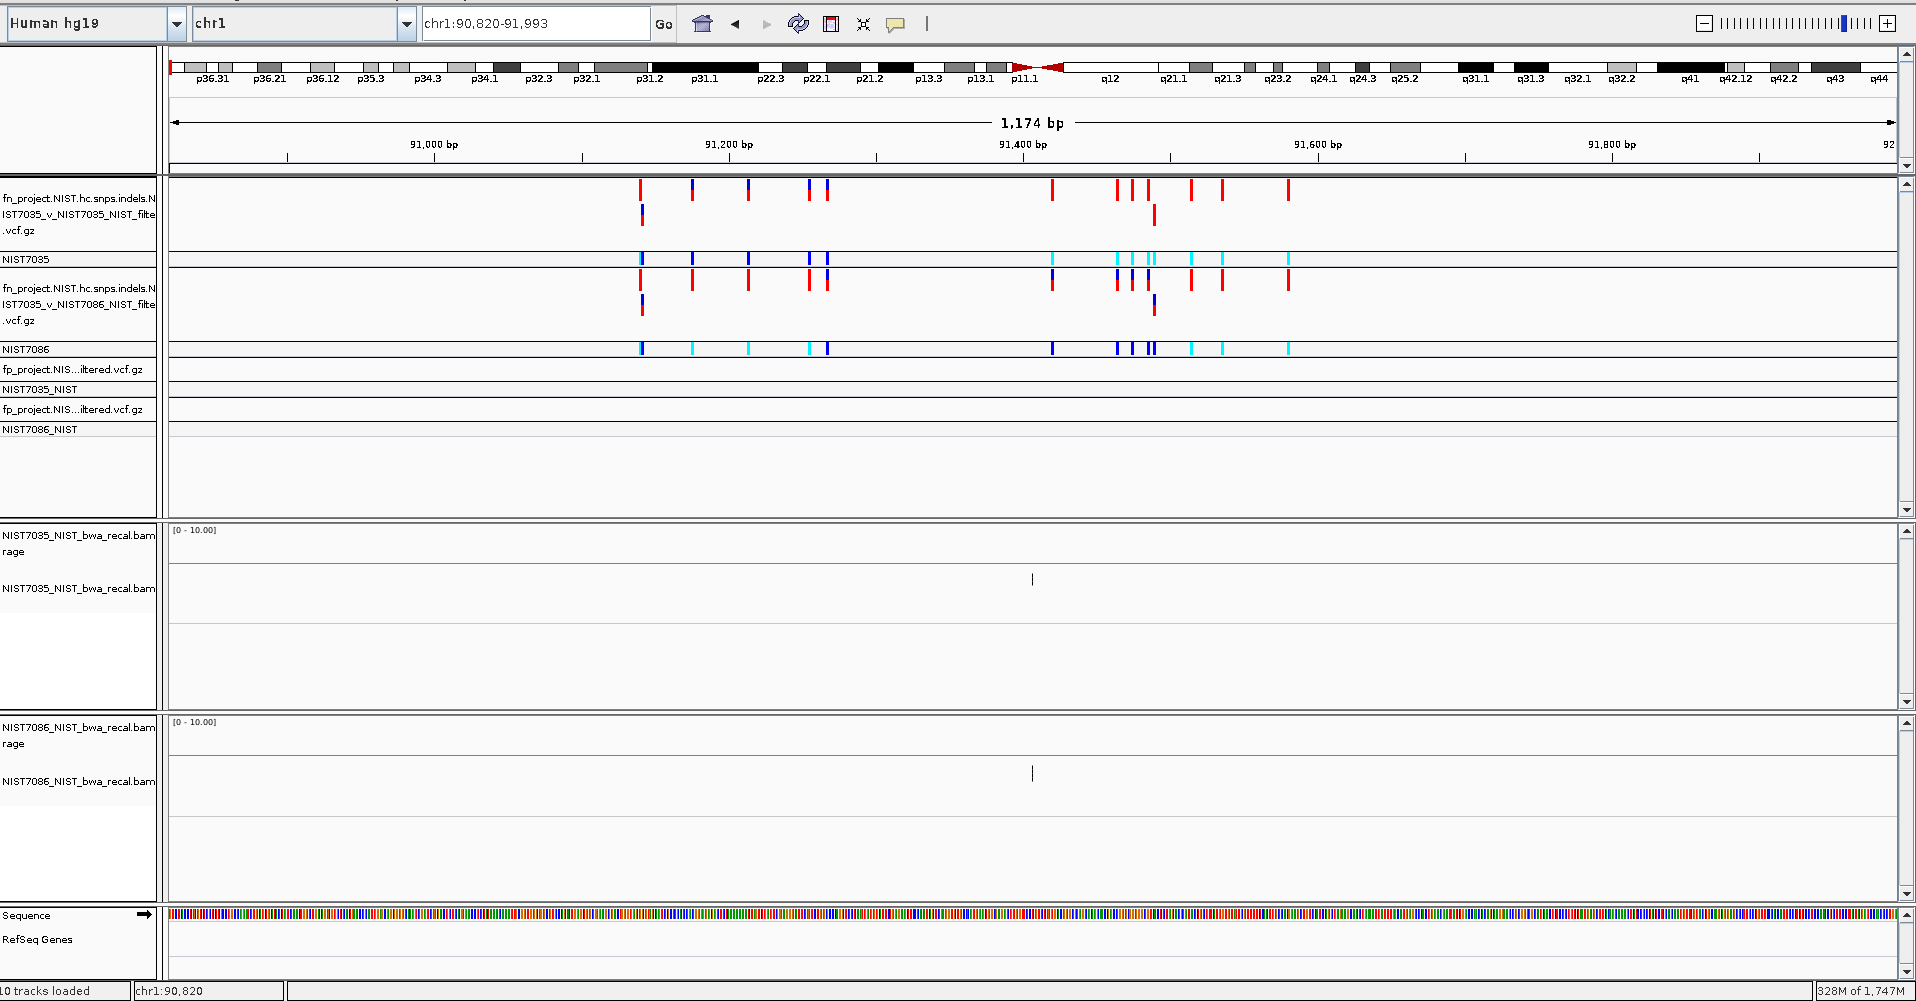 Human hg19 chr1 chr1:90,820-91,993 Go
p36.31 p36.21 p36.12 p35.3 p34.3 p34.1 p32.3 p32.1 p31.2 p31.1 p22.3 p22.1 p21.2 p13.3 p13.1 p11.1 q12 q21.1 q21.3 q23.2 q24.1 q24.3 q25.2 q31.1 q31.3 q32.1 q32.2 q41 q42.12 q42.2 q43 q44
1,174 bp
91,000 bp 91,200 bp 91,400 bp 91,600 bp 91,800 bp 92
fn_project.NIST.hc.snps.indels.N
IST7035_v_NIST7035_NIST_filte
.vcf.gz
NIST7035
fn_project.NIST.hc.snps.indels.N
IST7035_v_NIST7086_NIST_filte
.vcf.gz
NIST7086
fp_project.NIS...iltered.vcf.gz
NIST7035_NIST
fp_project.NIS...iltered.vcf.gz
NIST7086_NIST
[0 - 10.00]
NIST7035_NIST_bwa_recal.bam
rage
NIST7035_NIST_bwa_recal.bam
[0 - 10.00]
NIST7086_NIST_bwa_recal.bam
rage
NIST7086_NIST_bwa_recal.bam
Sequence
RefSeq Genes
10 tracks loaded chr1:90,820 328M of 1,747M